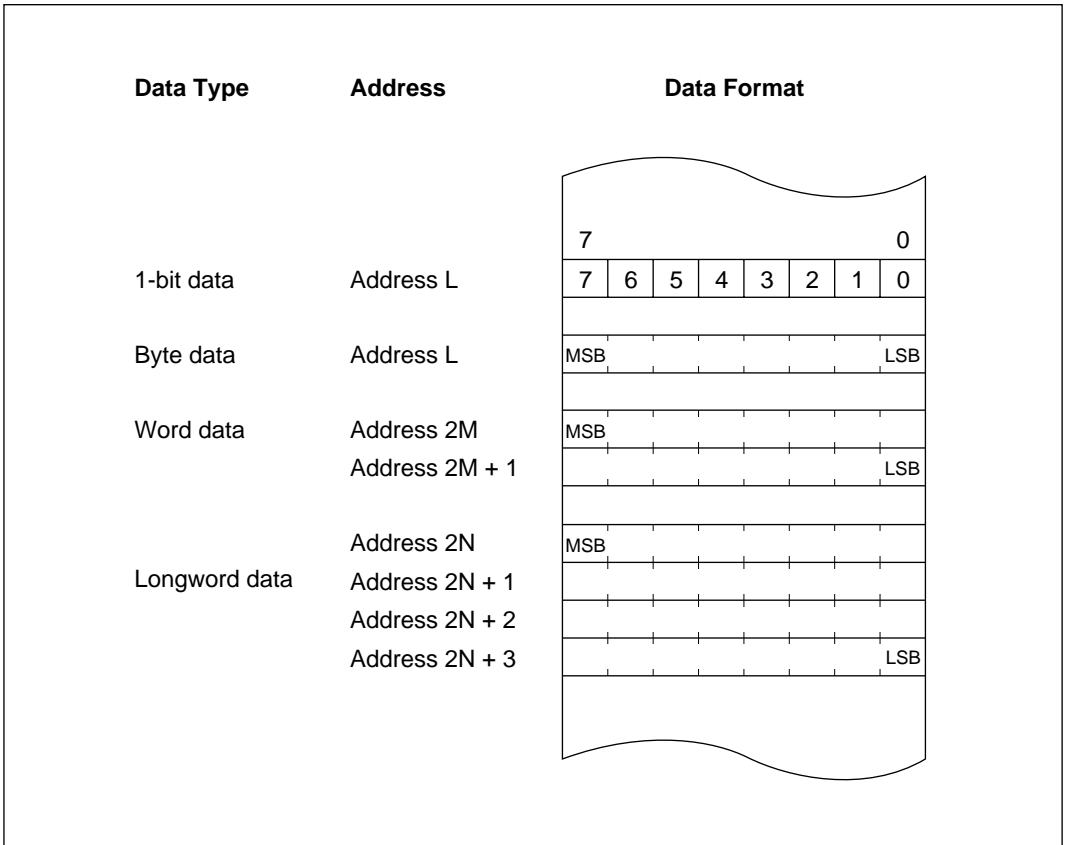 Data Type Address Data Format
7 0
1-bit data Address L 7 6 5 4 3 2 1 0
Byte data Address L MSB LSB
Word data Address 2M MSB
Address 2M + 1 LSB
Address 2N MSB
Longword data Address 2N + 1
Address 2N + 2
Address 2N + 3 LSB